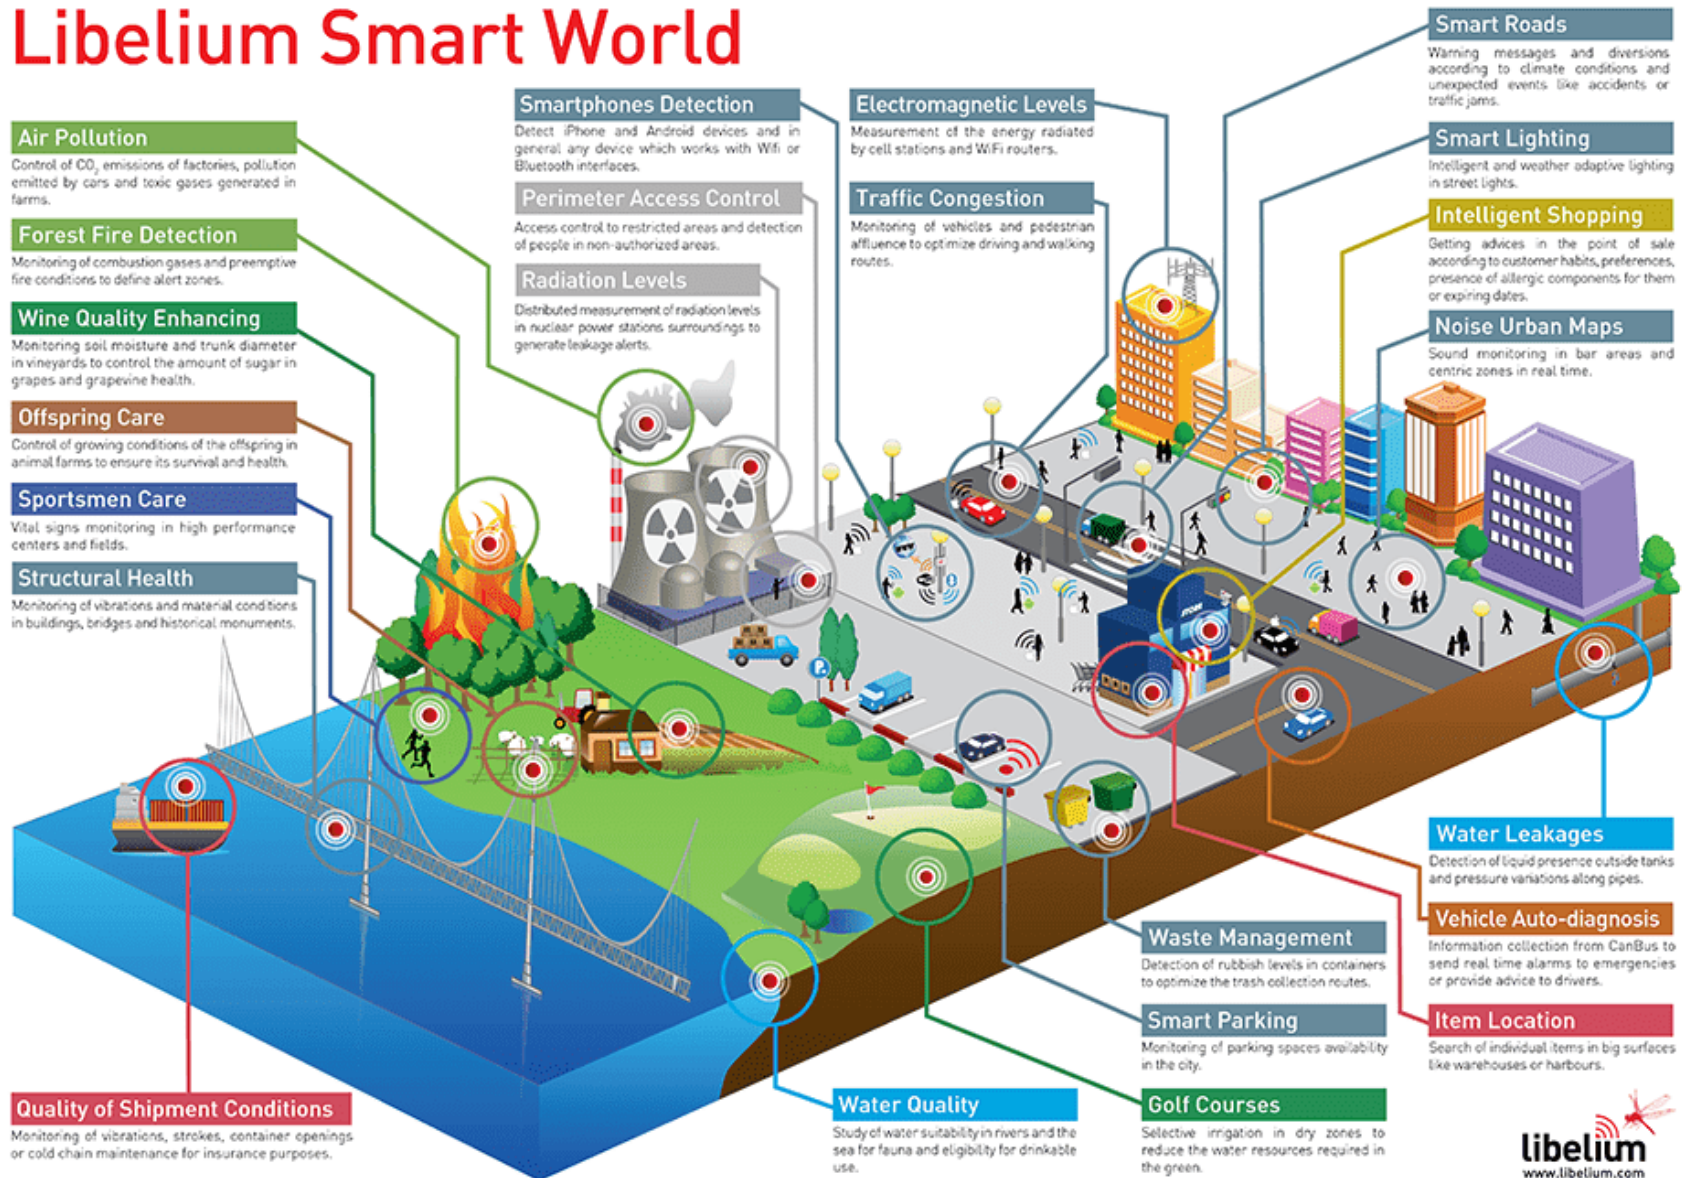 Libelium Smart World
Air Pollution
Control of CO₂ emissions of factories, pollution
emitted by cars and toxic gases generated in
farms.
Forest Fire Detection
Monitoring of combustion gases and preemptive
fire conditions to define alert zones.
Wine Quality Enhancing
Monitoring soil moisture and trunk diameter
in vineyards to control the amount of sugar in
grapes and grapevine health.
Offspring Care
Control of growing conditions of the offspring in
animal farms to ensure its survival and health.
Sportsmen Care
Vital signs monitoring in high performance
centers and fields.
Structural Health
Monitoring of vibrations and material conditions
in buildings, bridges and historical monuments.
Quality of Shipment Conditions
Monitoring of vibrations, strokes, container openings
or cold chain maintenance for insurance purposes.
Smartphones Detection
Detect iPhone and Android devices and in
general any device which works with Wifi or
Bluetooth interfaces.
Perimeter Access Control
Access control to restricted areas and detection
of people in non-authorized areas.
Radiation Levels
Distributed measurement of radiation levels
in nuclear power stations surroundings to
generate leakage alerts.
Electromagnetic Levels
Measurement of the energy radiated
by cell stations and WiFi routers.
Traffic Congestion
Monitoring of vehicles and pedestrian
affluence to optimize driving and walking
routes.
Smart Roads
Warning messages and diversions
according to climate conditions and
unexpected events like accidents or
traffic jams.
Smart Lighting
Intelligent and weather adaptive lighting
in street lights.
Intelligent Shopping
Getting advices in the point of sale
according to customer habits, preferences,
presence of allergic components for them
or expiring dates.
Noise Urban Maps
Sound monitoring in bar areas and
centric zones in real time.
STORE
P
Water Leakages
Detection of liquid presence outside tanks
and pressure variations along pipes.
Vehicle Auto-diagnosis
Information collection from CanBus to
send real time alarms to emergencies
or provide advice to drivers.
Item Location
Search of individual items in big surfaces
like warehouses or harbours.
Waste Management
Detection of rubbish levels in containers
to optimize the trash collection routes.
Smart Parking
Monitoring of parking spaces availability
in the city.
Golf Courses
Selective irrigation in dry zones to
reduce the water resources required in
the green.
Water Quality
Study of water suitability in rivers and the
sea for fauna and eligibility for drinkable
use.
libelium
www.libelium.com